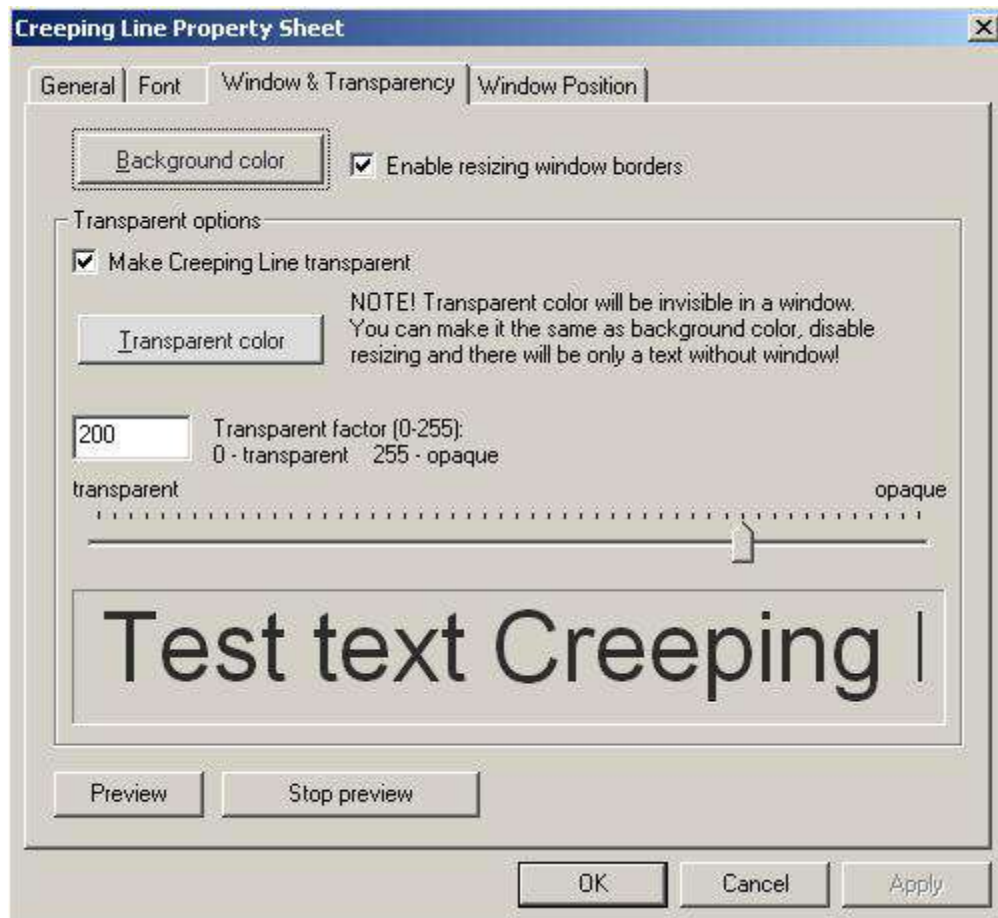 Creeping Line Property Sheet
General Font Window & Transparency Window Position
Background color Enable resizing window borders
Transparent options
Make Creeping Line transparent
NOTE! Transparent color will be invisible in a window.
You can make it the same as background color, disable
resizing and there will be only a text without window!
Transparent color
200
Transparent factor (0-255):
0 - transparent 255 - opaque
transparent opaque
Test text Creeping
Preview Stop preview
OK Cancel Apply